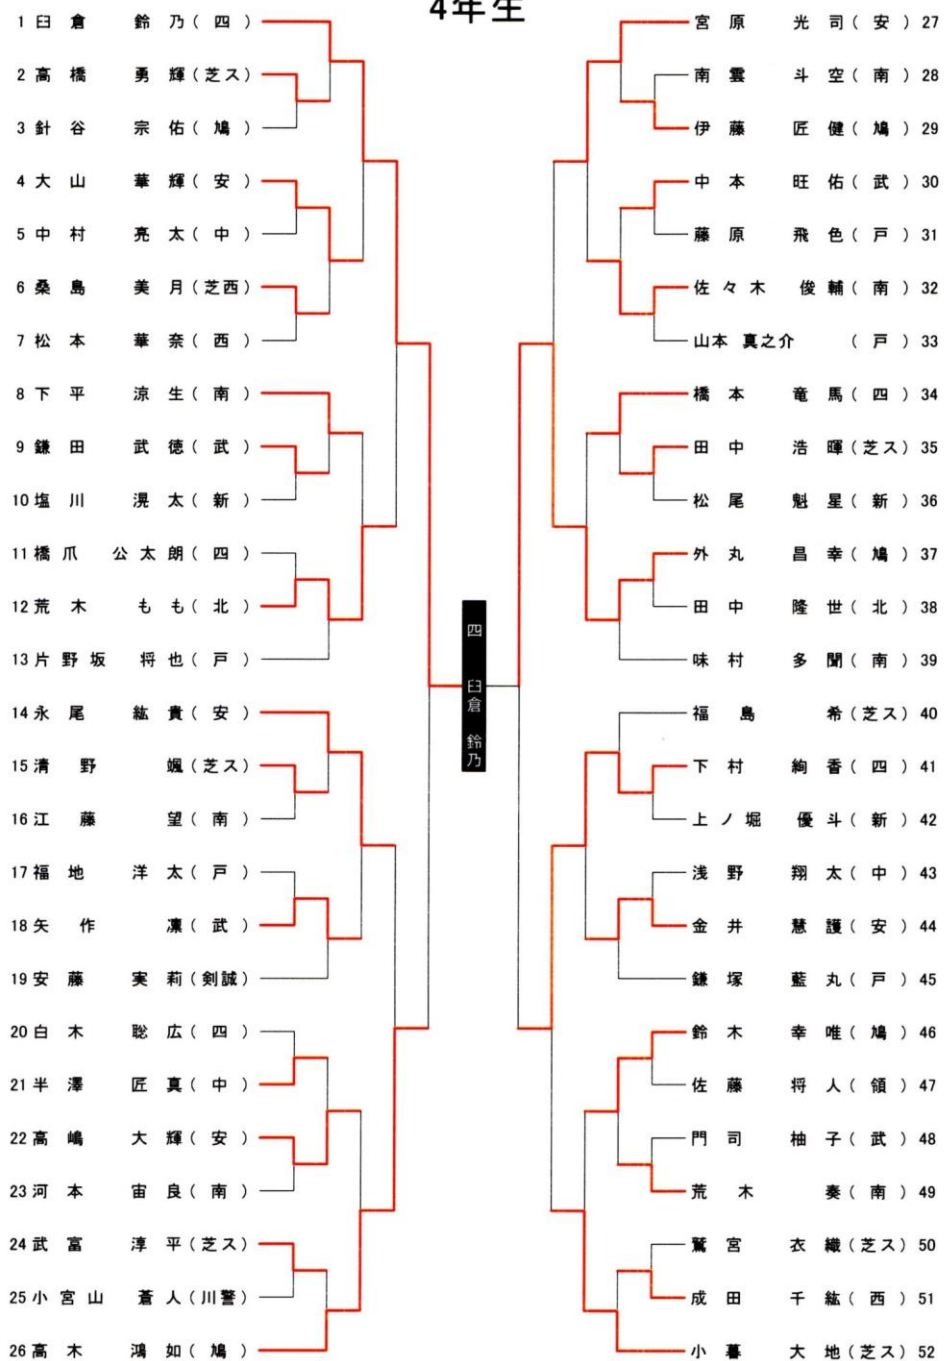 4年生
1 臼倉 鈴乃(四)
2 高橋 勇輝(芝ス)
3 針谷 宗佑(鳩)
4 大山 華輝(安)
5 中村 亮太(中)
6 桑島 美月(芝西)
7 松本 華奈(西)
8 下平 涼生(南)
9 鎌田 武徳(武)
10 塩川 滉太(新)
11 橋爪 公太朗(四)
12 荒木 もも(北)
13 片野坂 将也(戸)
14 永尾 紘貴(安)
15 清野 颯(芝ス)
16 江藤 望(南)
17 福地 洋太(戸)
18 矢作 凛(武)
19 安藤 実莉(剣誠)
20 白木 聡広(四)
21 半澤 匠真(中)
22 高嶋 大輝(安)
23 河本 宙良(南)
24 武富 淳平(芝ス)
25 小宮山 蒼人(川警)
26 高木 鴻如(鳩)
四 臼倉 鈴乃
宮原 光司(安) 27
南雲 斗空(南) 28
伊藤 匠健(鳩) 29
中本 旺佑(武) 30
藤原 飛色(戸) 31
佐々木 俊輔(南) 32
山本 真之介 (戸) 33
橋本 竜馬(四) 34
田中 浩暉(芝ス) 35
松尾 魁星(新) 36
外丸 昌幸(鳩) 37
田中 隆世(北) 38
味村 多聞(南) 39
福島 希(芝ス) 40
下村 絢香(四) 41
上ノ堀 優斗(新) 42
浅野 翔太(中) 43
金井 慧護(安) 44
鎌塚 藍丸(戸) 45
鈴木 幸唯(鳩) 46
佐藤 将人(領) 47
門司 柚子(武) 48
荒木 奏(南) 49
鷲宮 衣織(芝ス) 50
成田 千紘(西) 51
小暮 大地(芝ス) 52